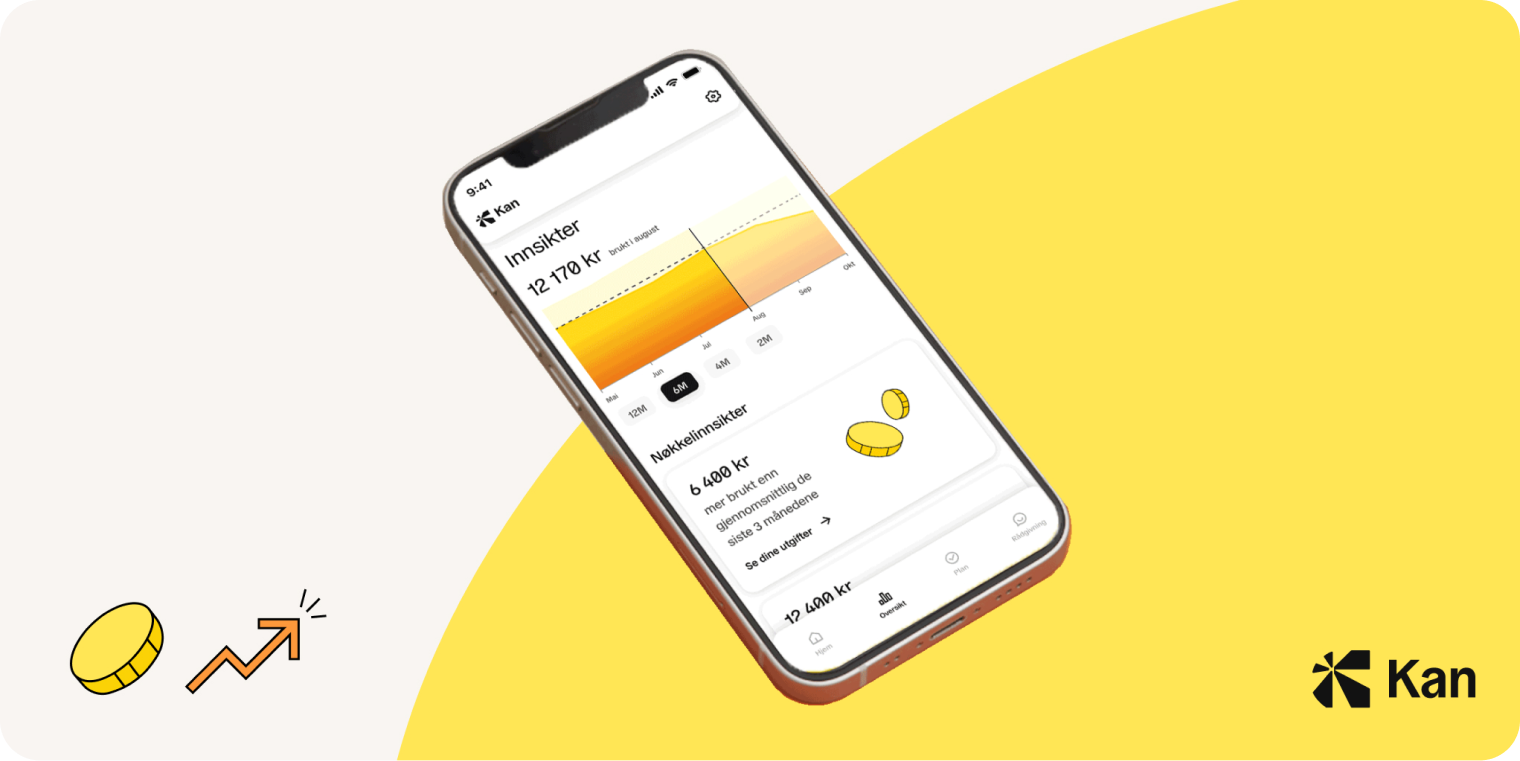 9:41
Kan
Innsikter
12 170 kr brukt i august
Mai Jun Jul Aug Sep Okt
12M 6M 4M 2M
Nøkkelinnsikter
6 400 kr
mer brukt enn
gjennomsnittlig de
siste 3 månedene
Se dine utgifter →
12 400 kr
Hjem Oversikt Plan Rådgivning
Kan